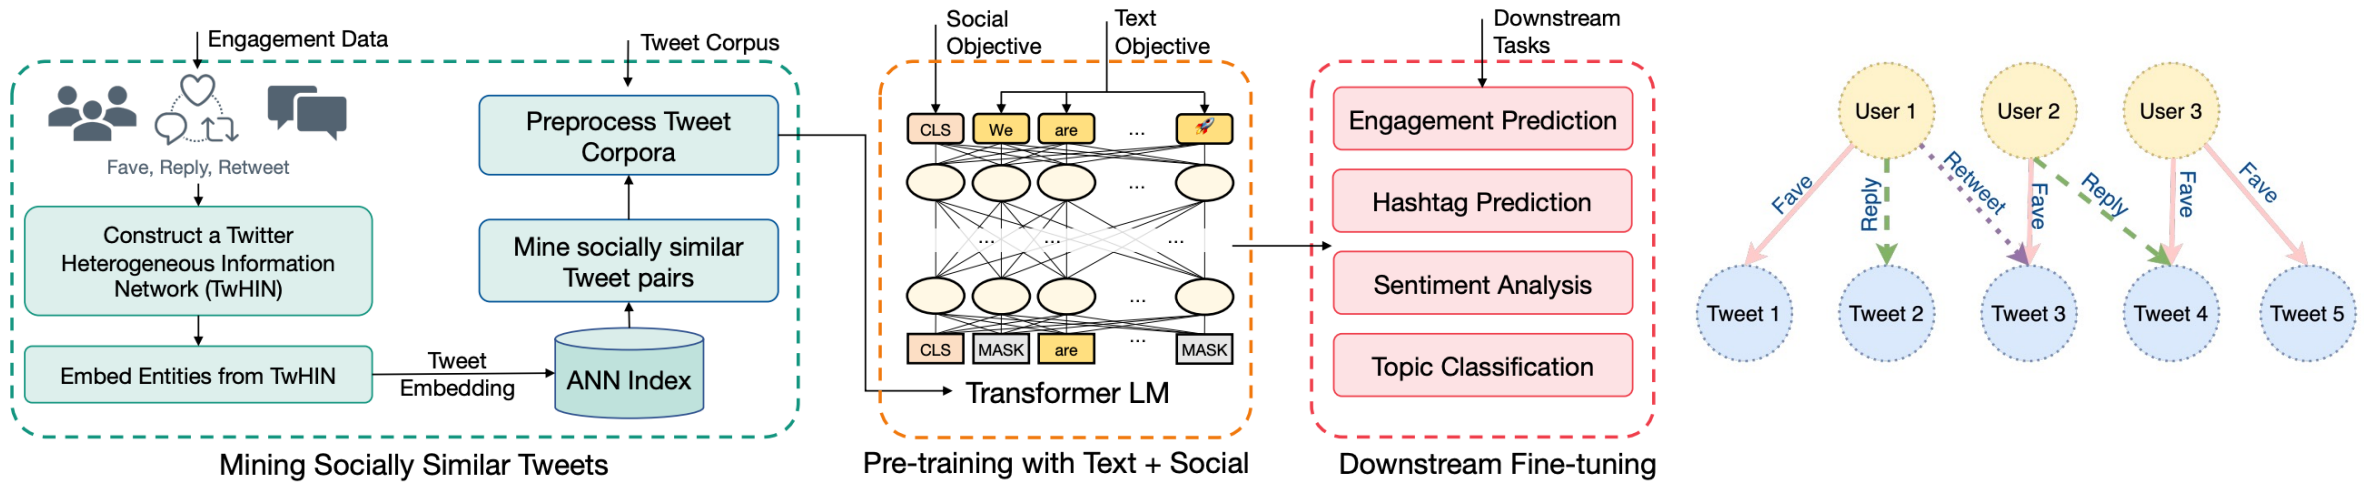 Engagement Data
Fave, Reply, Retweet
Construct a Twitter
Heterogeneous Information
Network (TwHIN)
Embed Entities from TwHIN
Tweet
Embedding
ANN Index
Mine socially similar
Tweet pairs
Tweet Corpus
Preprocess Tweet
Corpora
Mining Socially Similar Tweets
Social
Objective
Text
Objective
CLS We are ...
...
... ... ...
...
CLS MASK are ... MASK
Transformer LM
Pre-training with Text + Social
Downstream
Tasks
Engagement Prediction
Hashtag Prediction
Sentiment Analysis
Topic Classification
Downstream Fine-tuning
User 1 User 2 User 3
Fave Reply Retweet Fave Reply Fave Fave
Tweet 1 Tweet 2 Tweet 3 Tweet 4 Tweet 5